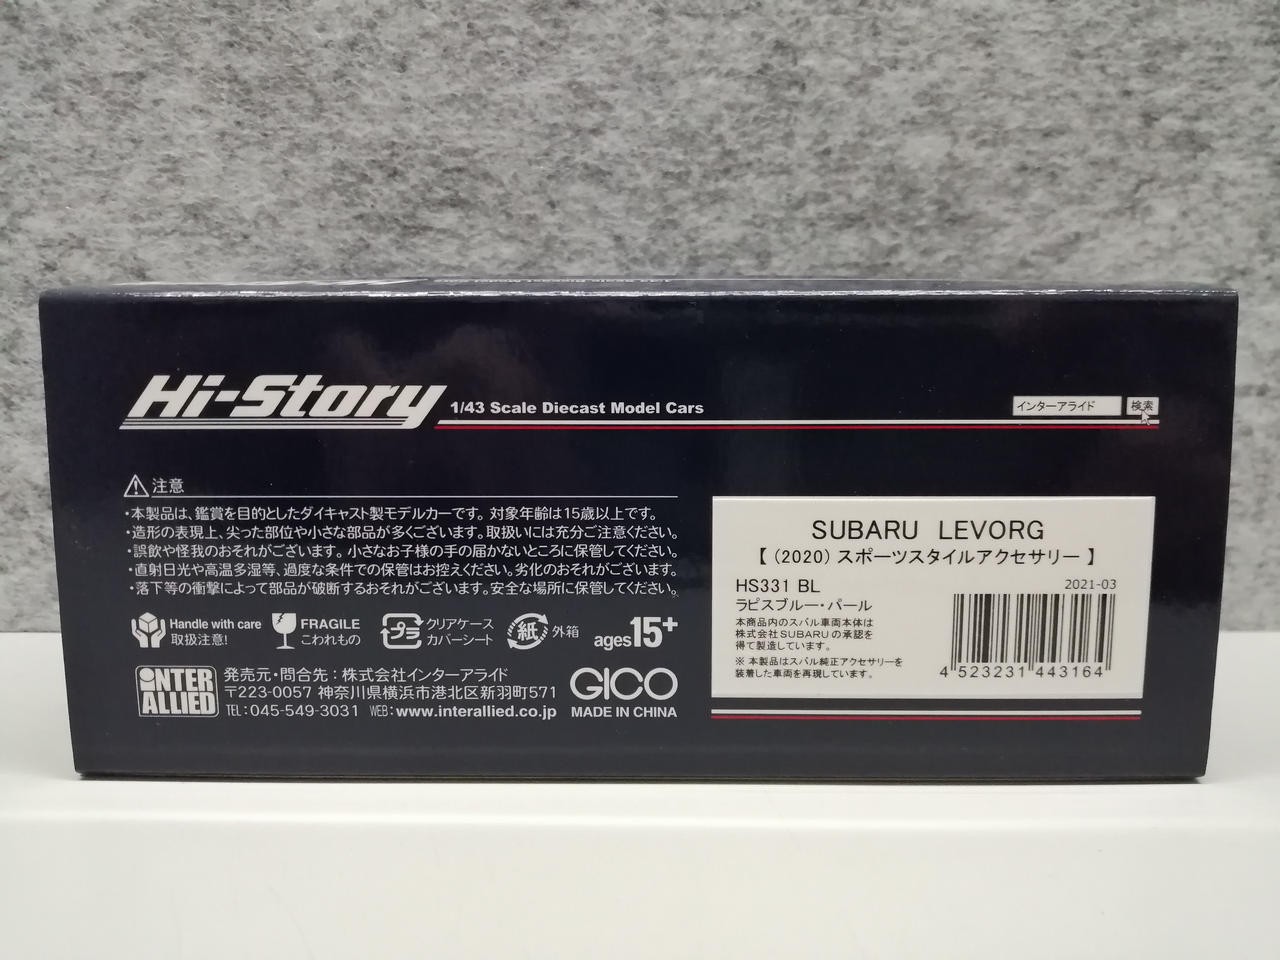 Hi-Story
1/43 Scale Diecast Model Cars
インターアライド 検索
注意
・本製品は、鑑賞を目的としたダイキャスト製モデルカーです。対象年齢は15歳以上です。
・造形の表現上、尖った部位や小さな部品が多くございます。取扱いには充分ご注意ください。
・誤飲や怪我のおそれがございます。小さなお子様の手の届かないところに保管してください。
・直射日光や高温多湿等、過度な条件での保管はお控えください。劣化のおそれがございます。
・落下等の衝撃によって部品が破断するおそれがございます。安全な場所に保管してください。
Handle with care
取扱注意!
FRAGILE
こわれもの
プラ
クリアケース
カバーシート
紙
外箱
ages15+
INTER
ALLIED
発売元・問合先：株式会社インターアライド
〒223-0057 神奈川県横浜市港北区新羽町571
TEL:045-549-3031 WEB:www.interallied.co.jp
GICO
MADE IN CHINA
SUBARU LEVORG
【（2020）スポーツスタイルアクセサリー】
HS331 BL
2021-03
ラピスブルー・パール
本商品内のスバル車両本体は
株式会社SUBARUの承認を
得て製造しています。
※ 本製品はスバル純正アクセサリーを
装着した車両を再現しています。
4 523231 443164